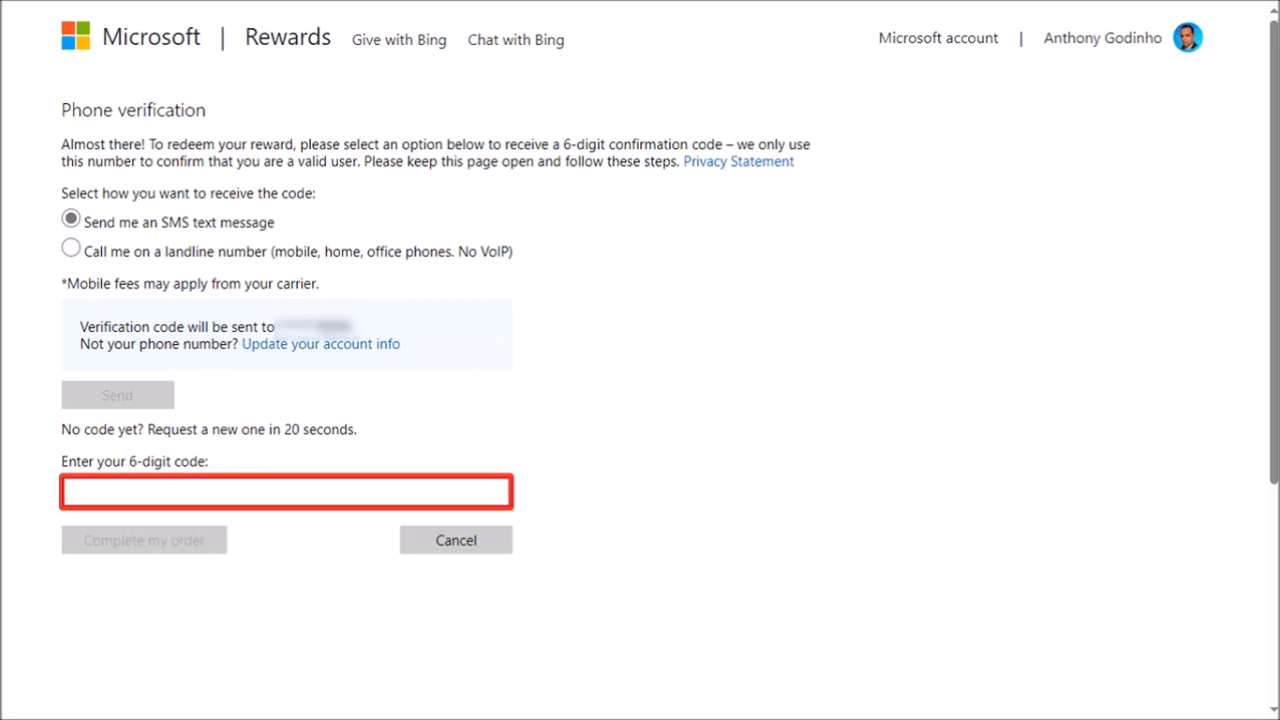 Microsoft | Rewards Give with Bing Chat with Bing Microsoft account | Anthony Godinho
Phone verification
Almost there! To redeem your reward, please select an option below to receive a 6-digit confirmation code – we only use
this number to confirm that you are a valid user. Please keep this page open and follow these steps. Privacy Statement
Select how you want to receive the code:
Send me an SMS text message
Call me on a landline number (mobile, home, office phones. No VoIP)
*Mobile fees may apply from your carrier.
Verification code will be sent to
Not your phone number? Update your account info
Send
No code yet? Request a new one in 20 seconds.
Enter your 6-digit code:
Complete my order Cancel